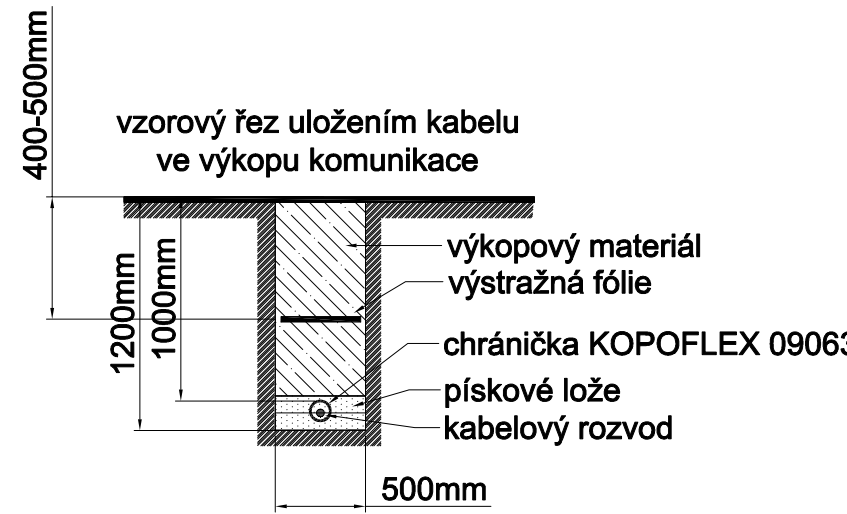 400-500mm
vzorový řez uložením kabelu
ve výkopu komunikace
výkopový materiál
výstražná fólie
1200mm
1000mm
chránička KOPOFLEX 09063
pískové lože
kabelový rozvod
500mm